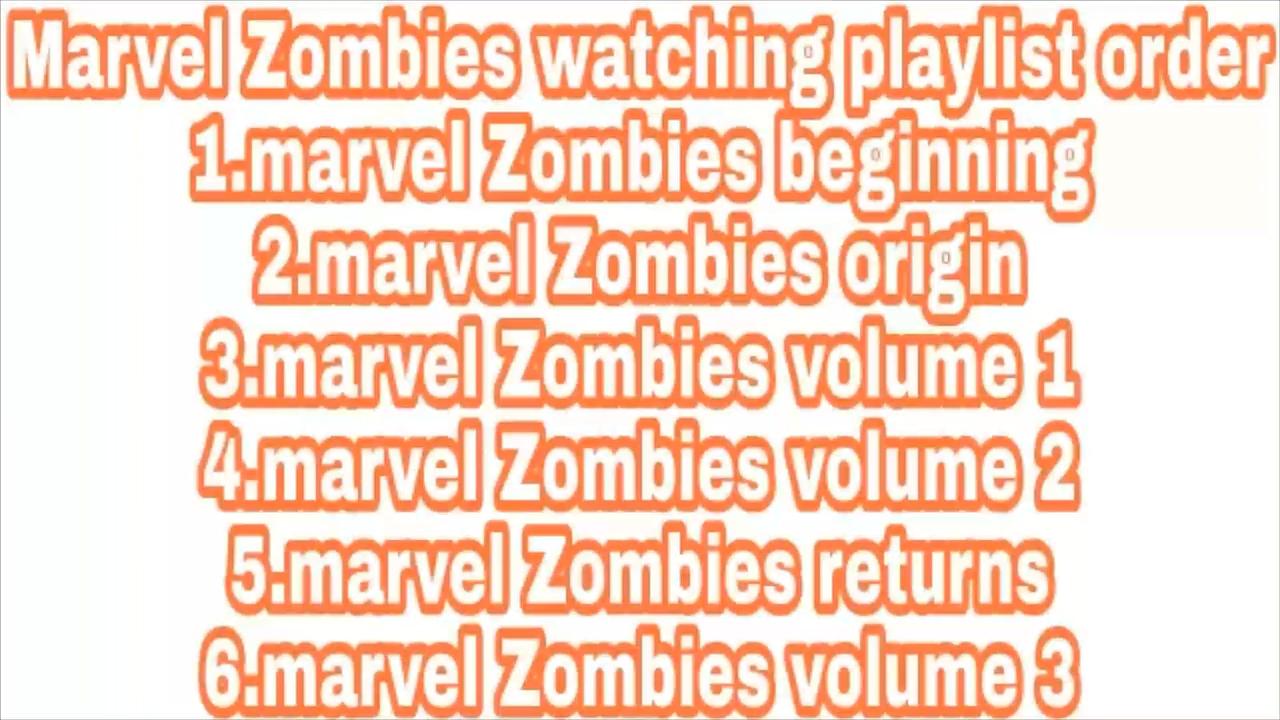 Marvel Zombies watching playlist order
1.marvel Zombies beginning
2.marvel Zombies origin
3.marvel Zombies volume 1
4.marvel Zombies volume 2
5.marvel Zombies returns
6.marvel Zombies volume 3